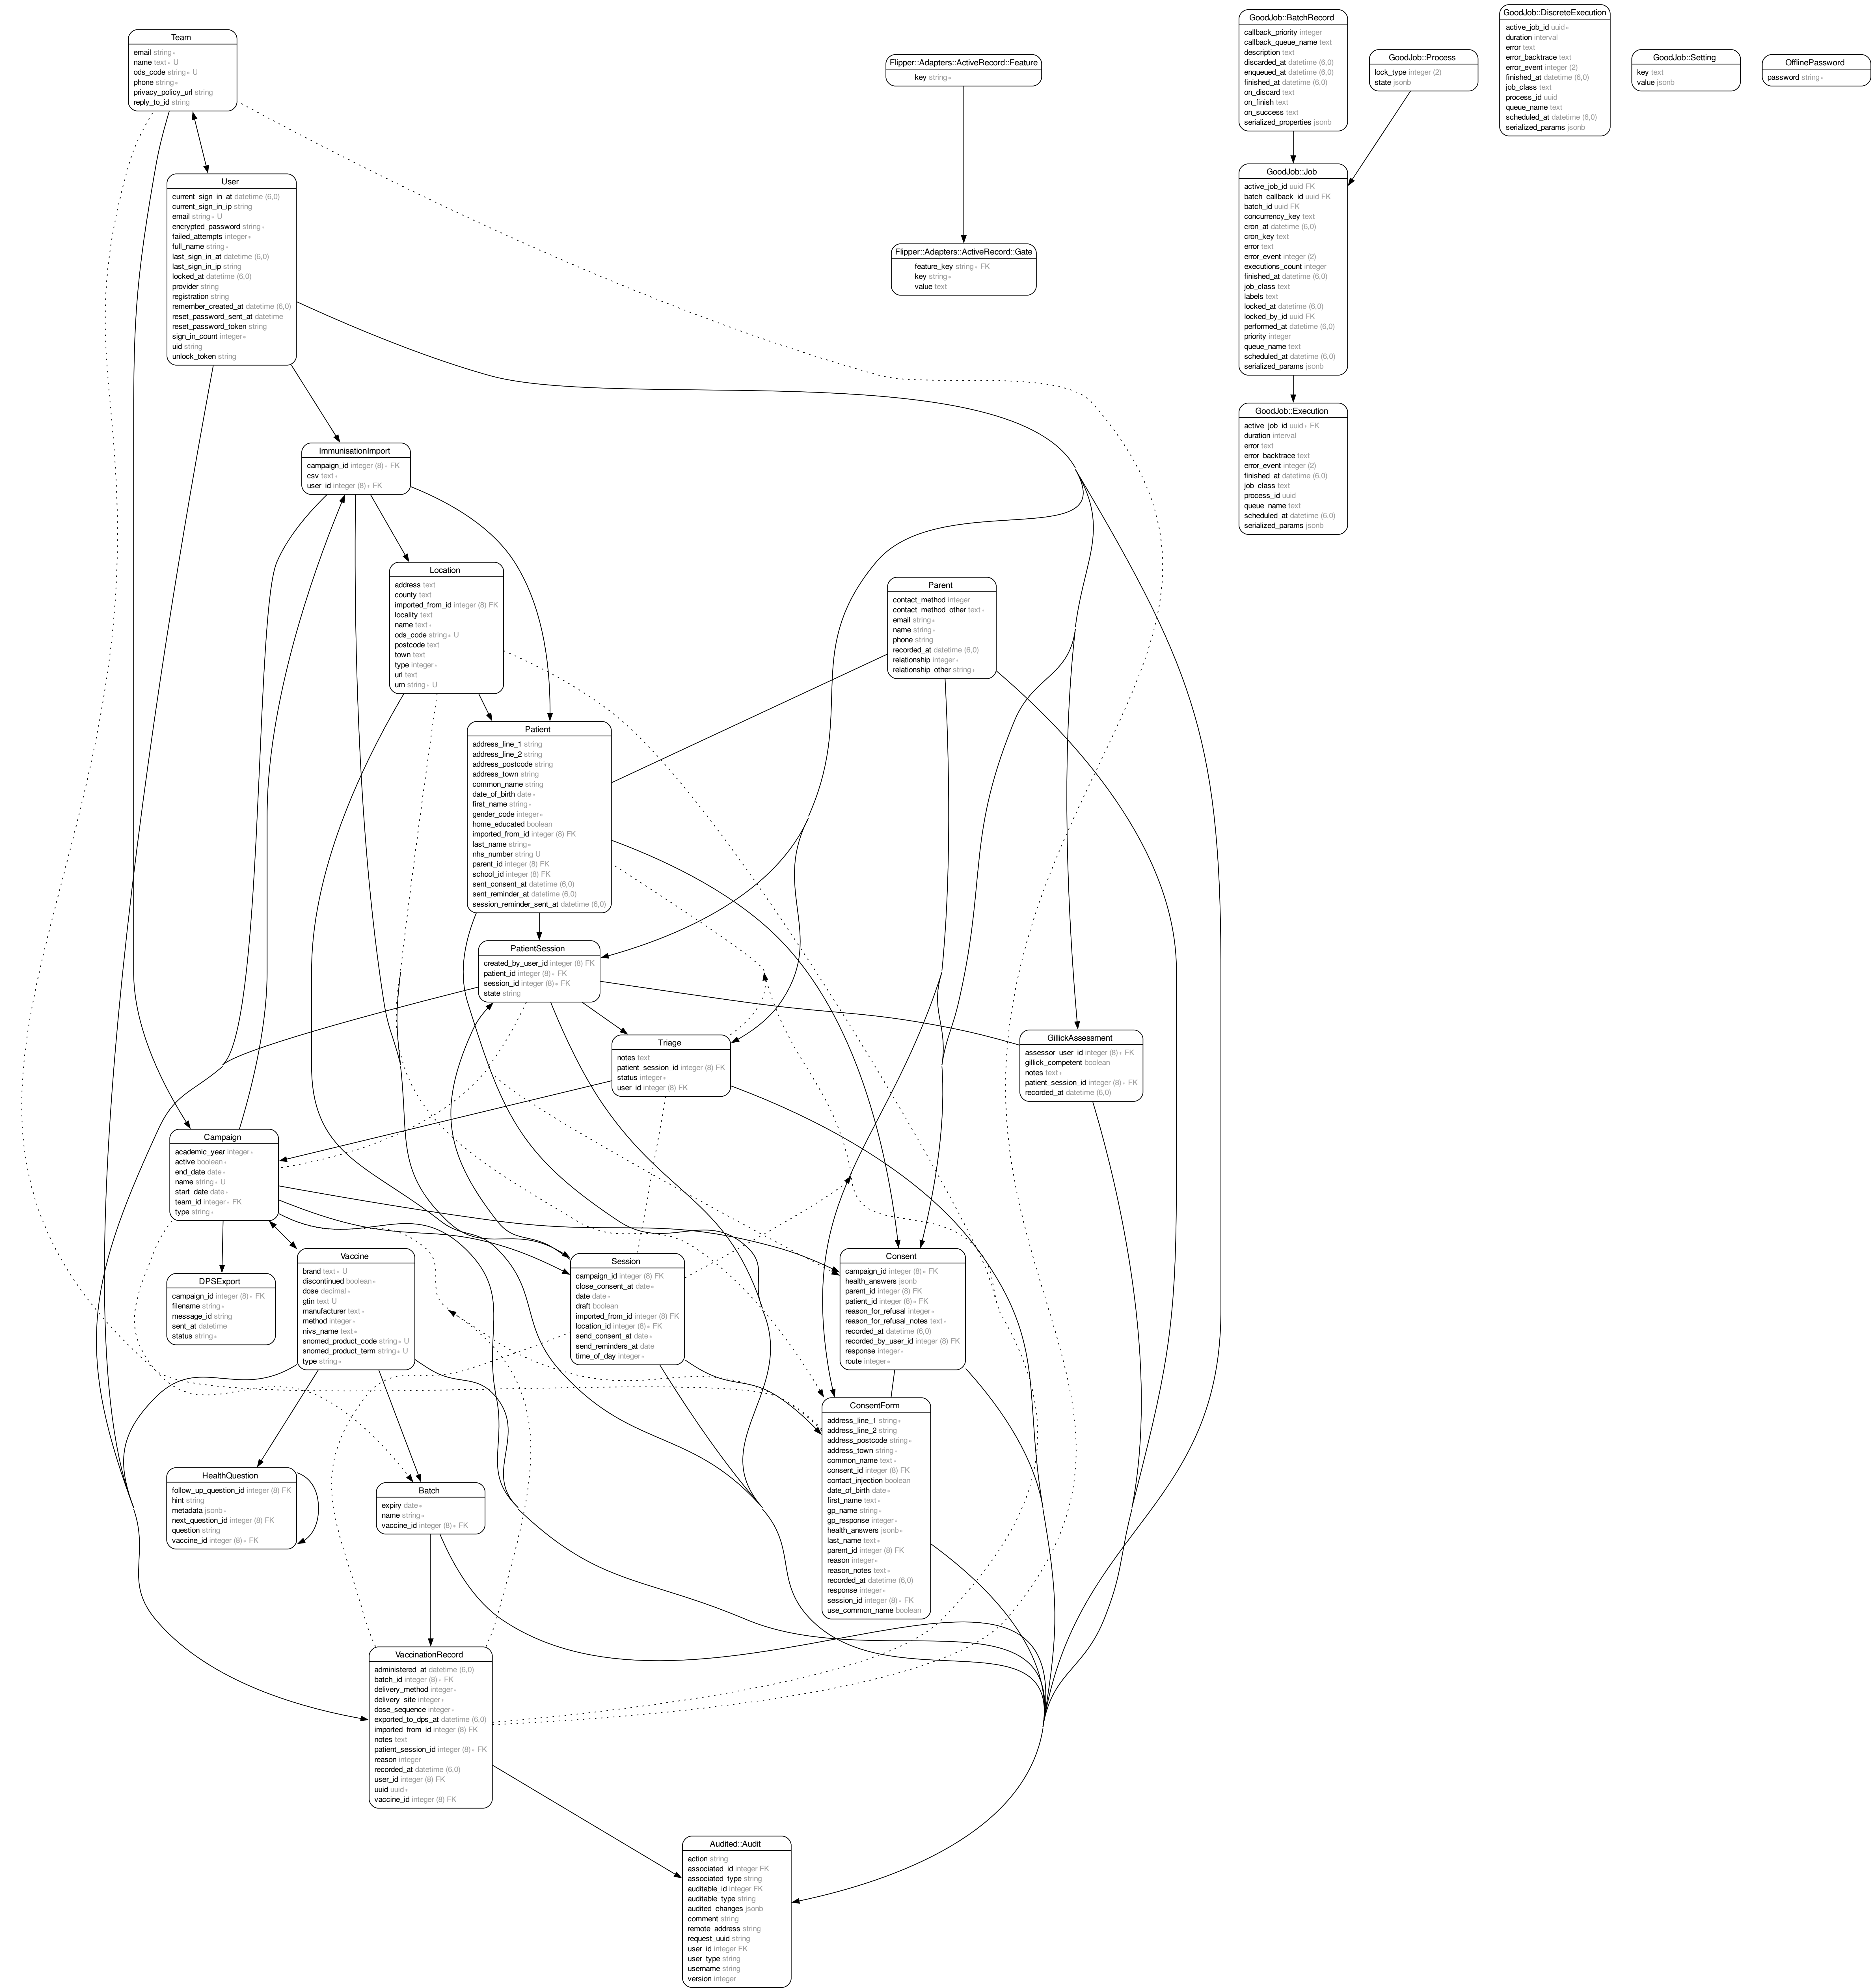 Team
email string ∗
name text ∗ U
ods_code string ∗ U
phone string ∗
privacy_policy_url string
reply_to_id string
User
current_sign_in_at datetime (6,0)
current_sign_in_ip string
email string ∗ U
encrypted_password string ∗
failed_attempts integer ∗
full_name string ∗
last_sign_in_at datetime (6,0)
last_sign_in_ip string
locked_at datetime (6,0)
provider string
registration string
remember_created_at datetime (6,0)
reset_password_sent_at datetime
reset_password_token string
sign_in_count integer ∗
uid string
unlock_token string
Flipper::Adapters::ActiveRecord::Feature
key string ∗
Flipper::Adapters::ActiveRecord::Gate
feature_key string ∗ FK
key string ∗
value text
GoodJob::BatchRecord
callback_priority integer
callback_queue_name text
description text
discarded_at datetime (6,0)
enqueued_at datetime (6,0)
finished_at datetime (6,0)
on_discard text
on_finish text
on_success text
serialized_properties jsonb
GoodJob::Process
lock_type integer (2)
state jsonb
GoodJob::DiscreteExecution
active_job_id uuid ∗
duration interval
error text
error_backtrace text
error_event integer (2)
finished_at datetime (6,0)
job_class text
process_id uuid
queue_name text
scheduled_at datetime (6,0)
serialized_params jsonb
GoodJob::Setting
key text
value jsonb
OfflinePassword
password string ∗
GoodJob::Job
active_job_id uuid FK
batch_callback_id uuid FK
batch_id uuid FK
concurrency_key text
cron_at datetime (6,0)
cron_key text
error text
error_event integer (2)
executions_count integer
finished_at datetime (6,0)
job_class text
labels text
locked_at datetime (6,0)
locked_by_id uuid FK
performed_at datetime (6,0)
priority integer
queue_name text
scheduled_at datetime (6,0)
serialized_params jsonb
GoodJob::Execution
active_job_id uuid ∗ FK
duration interval
error text
error_backtrace text
error_event integer (2)
finished_at datetime (6,0)
job_class text
process_id uuid
queue_name text
scheduled_at datetime (6,0)
serialized_params jsonb
ImmunisationImport
campaign_id integer (8) ∗ FK
csv text ∗
user_id integer (8) ∗ FK
Location
address text
county text
imported_from_id integer (8) FK
locality text
name text ∗
ods_code string ∗ U
postcode text
town text
type integer ∗
url text
urn string ∗ U
Parent
contact_method integer
contact_method_other text ∗
email string ∗
name string ∗
phone string
recorded_at datetime (6,0)
relationship integer ∗
relationship_other string ∗
Patient
address_line_1 string
address_line_2 string
address_postcode string
address_town string
common_name string
date_of_birth date ∗
first_name string ∗
gender_code integer ∗
home_educated boolean
imported_from_id integer (8) FK
last_name string ∗
nhs_number string U
parent_id integer (8) FK
school_id integer (8) FK
sent_consent_at datetime (6,0)
sent_reminder_at datetime (6,0)
session_reminder_sent_at datetime (6,0)
PatientSession
created_by_user_id integer (8) FK
patient_id integer (8) ∗ FK
session_id integer (8) ∗ FK
state string
Triage
notes text
patient_session_id integer (8) FK
status integer ∗
user_id integer (8) FK
GillickAssessment
assessor_user_id integer (8) ∗ FK
gillick_competent boolean
notes text ∗
patient_session_id integer (8) ∗ FK
recorded_at datetime (6,0)
Campaign
academic_year integer ∗
active boolean ∗
end_date date ∗
name string ∗ U
start_date date ∗
team_id integer ∗ FK
type string ∗
DPSExport
campaign_id integer (8) ∗ FK
filename string ∗
message_id string
sent_at datetime
status string ∗
Vaccine
brand text ∗ U
discontinued boolean ∗
dose decimal ∗
gtin text U
manufacturer text ∗
method integer ∗
nivs_name text ∗
snomed_product_code string ∗ U
snomed_product_term string ∗ U
type string ∗
Session
campaign_id integer (8) FK
close_consent_at date ∗
date date ∗
draft boolean
imported_from_id integer (8) FK
location_id integer (8) ∗ FK
send_consent_at date ∗
send_reminders_at date
time_of_day integer ∗
Consent
campaign_id integer (8) ∗ FK
health_answers jsonb
parent_id integer (8) FK
patient_id integer (8) ∗ FK
reason_for_refusal integer ∗
reason_for_refusal_notes text ∗
recorded_at datetime (6,0)
recorded_by_user_id integer (8) FK
response integer ∗
route integer ∗
ConsentForm
address_line_1 string ∗
address_line_2 string
address_postcode string ∗
address_town string ∗
common_name text ∗
consent_id integer (8) FK
contact_injection boolean
date_of_birth date ∗
first_name text ∗
gp_name string ∗
gp_response integer ∗
health_answers jsonb ∗
last_name text ∗
parent_id integer (8) FK
reason integer ∗
reason_notes text ∗
recorded_at datetime (6,0)
response integer ∗
session_id integer (8) ∗ FK
use_common_name boolean
HealthQuestion
follow_up_question_id integer (8) FK
hint string
metadata jsonb ∗
next_question_id integer (8) FK
question string
vaccine_id integer (8) ∗ FK
Batch
expiry date ∗
name string ∗
vaccine_id integer (8) ∗ FK
VaccinationRecord
administered_at datetime (6,0)
batch_id integer (8) ∗ FK
delivery_method integer ∗
delivery_site integer ∗
dose_sequence integer ∗
exported_to_dps_at datetime (6,0)
imported_from_id integer (8) FK
notes text
patient_session_id integer (8) ∗ FK
reason integer
recorded_at datetime (6,0)
user_id integer (8) FK
uuid uuid ∗
vaccine_id integer (8) FK
Audited::Audit
action string
associated_id integer FK
associated_type string
auditable_id integer FK
auditable_type string
audited_changes jsonb
comment string
remote_address string
request_uuid string
user_id integer FK
user_type string
username string
version integer